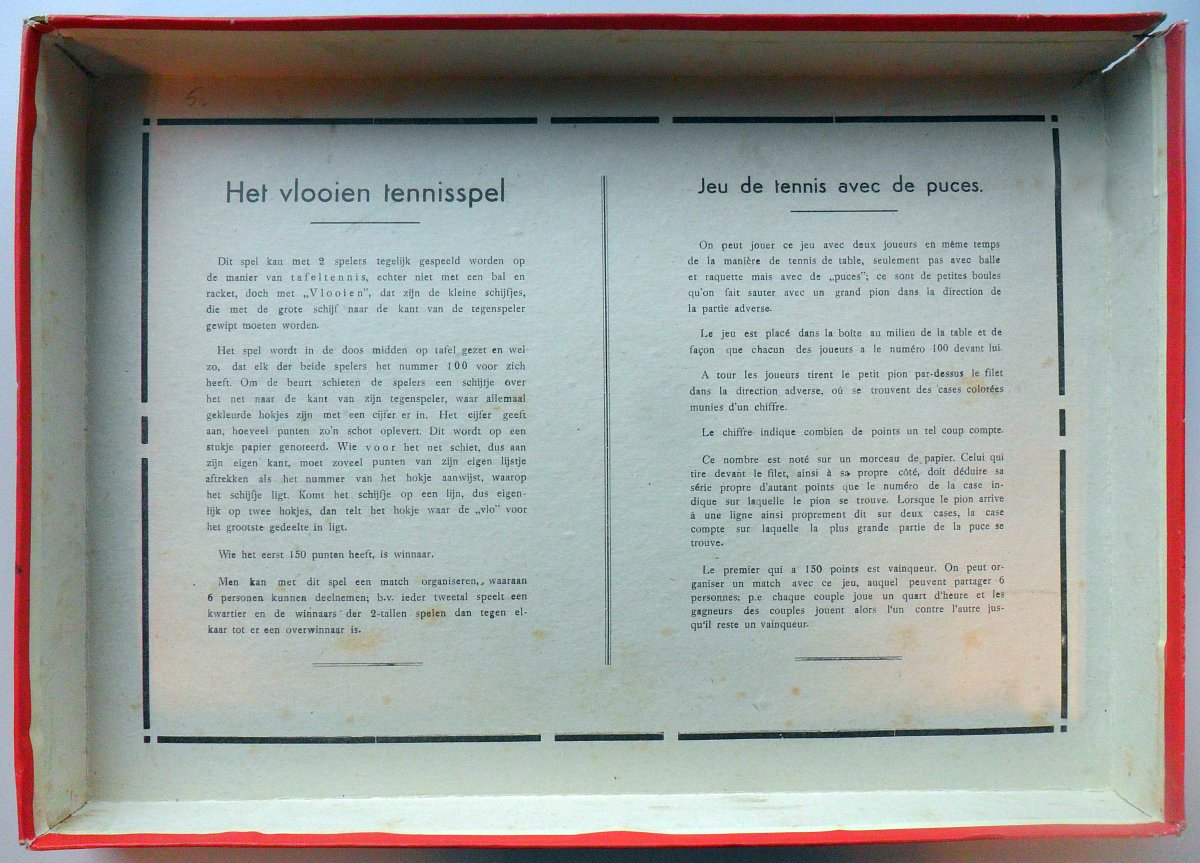 5.
Het vlooien tennisspel
Dit spel kan met 2 spelers tegelijk gespeeld worden op
de manier van tafeltennis, echter niet met een bal en
racket, doch met „Vlooien”, dat zijn de kleine schijfjes,
die met de grote schijf naar de kant van de tegenspeler
gewipt moeten worden.
Het spel wordt in de doos midden op tafel gezet en wel
zo, dat elk der beide spelers het nummer 100 voor zich
heeft. Om de beurt schieten de spelers een schijfje over
het net naar de kant van zijn tegenspeler, waar allemaal
gekleurde hokjes zijn met een cijfer er in. Het cijfer geeft
aan, hoeveel punten zo'n schot oplevert. Dit wordt op een
stukje papier genoteerd. Wie voor het net schiet, dus aan
zijn eigen kant, moet zoveel punten van zijn eigen lijstje
aftrekken als het nummer van het hokje aanwijst, waarop
het schijfje ligt. Komt het schijfje op een lijn, dus eigen-
lijk op twee hokjes, dan telt het hokje waar de „vlo” voor
het grootste gedeelte in ligt.
Wie het eerst 150 punten heeft, is winnaar.
Men kan met dit spel een match organiseren, waaraan
6 personen kunnen deelnemen; b.v. ieder tweetal speelt een
kwartier en de winnaars der 2-tallen spelen dan tegen el-
kaar tot er een overwinnaar is.
Jeu de tennis avec de puces.
On peut jouer ce jeu avec deux joueurs en même temps
de la manière de tennis de table, seulement pas avec balle
et raquette mais avec de „puces”; ce sont de petites boules
qu'on fait sauter avec un grand pion dans la direction de
la partie adverse.
Le jeu est placé dans la boîte au milieu de la table et de
façon que chacun des joueurs a le numéro 100 devant lui.
A tour les joueurs tirent le petit pion par-dessus le filet
dans la direction adverse, oú se trouvent des cases colorées
munies d'un chiffre.
Le chiffre indique combien de points un tel coup compte.
Ce nombre est noté sur un morceau de papier. Celui qui
tire devant le filet, ainsi à sa propre côté, doit déduire sa
série propre d'autant points que le numéro de la case in-
dique sur laquelle le pion se trouve. Lorsque le pion arrive
à une ligne ainsi proprement dit sur deux cases, la case
compte sur laquelle la plus grande partie de la puce se
trouve.
Le premier qui a 150 points est vainqueur. On peut or-
ganiser un match avec ce jeu, auquel peuvent partager 6
personnes; p.e. chaque couple joue un quart d'heure et les
gagneurs des couples jouent alors l'un contre l'autre jus-
qu'il reste un vainqueur.